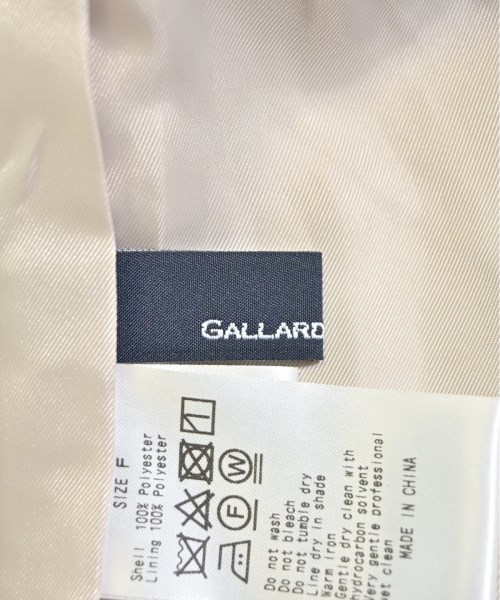 GALLARD
SIZE F
Shell 100% Polyester
Lining 100% Polyester
F
W
Do not wash
Do not bleach
Do not tumble dry
Line dry in shade
Warm iron
Gentle dry clean with
hydrocarbon solvent
Very gentle professional
wet clean
MADE IN CHINA